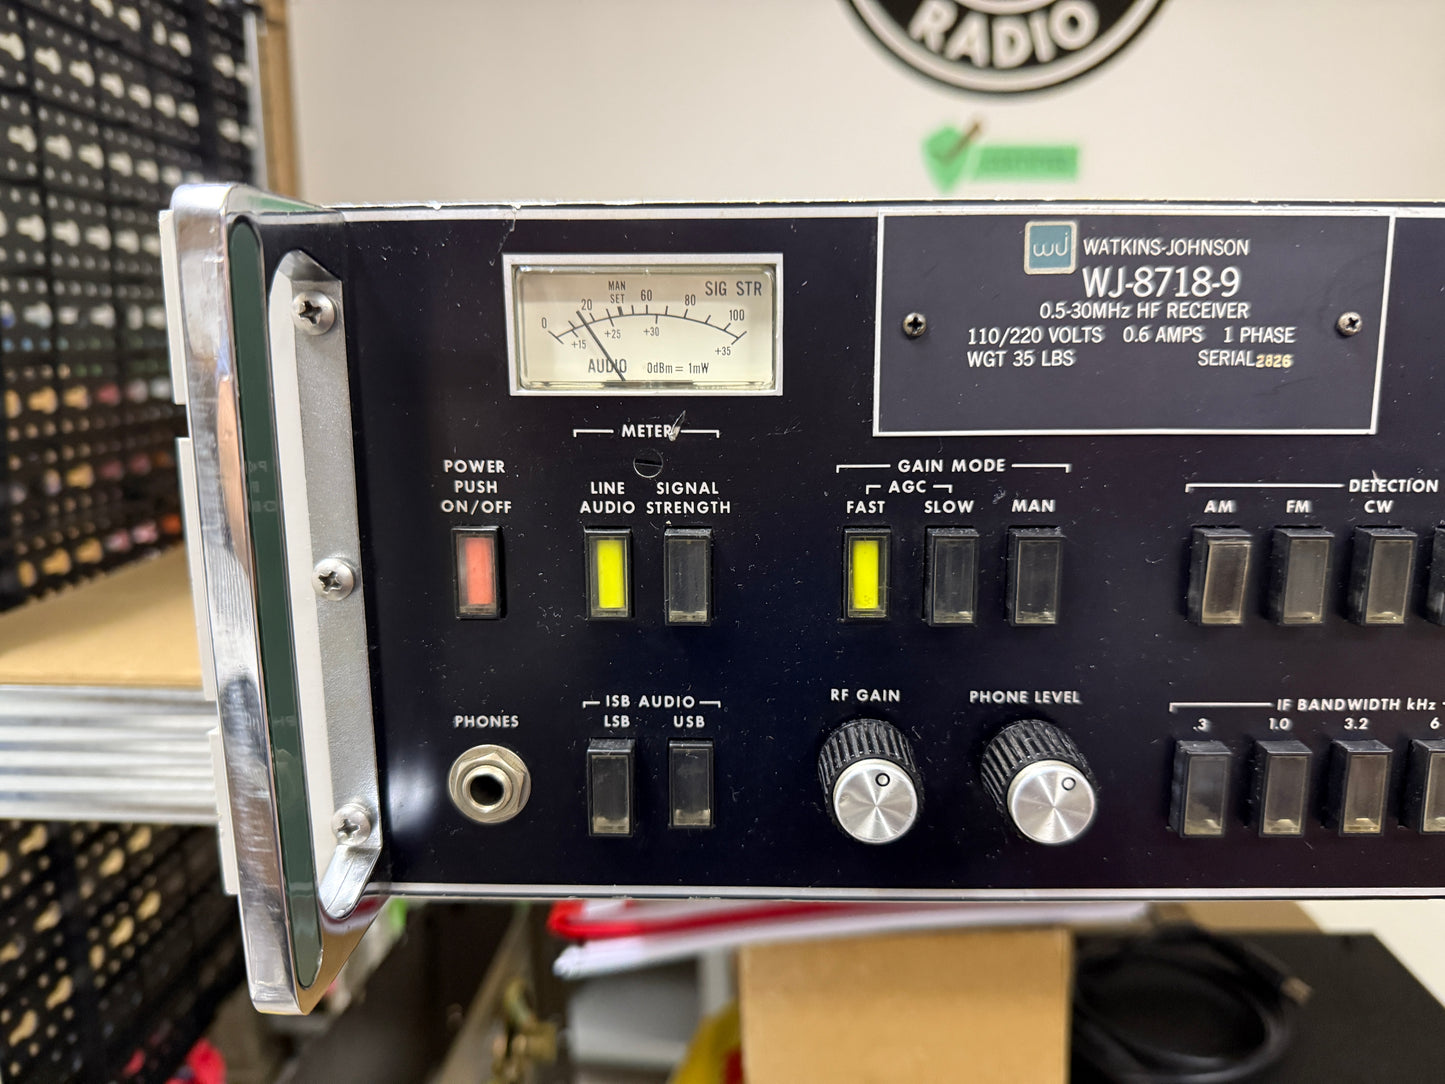 RADIO
wj WATKINS-JOHNSON
WJ-8718-9
0.5-30MHz HF RECEIVER
110/220 VOLTS 0.6 AMPS 1 PHASE
WGT 35 LBS SERIAL 2826
SIG STR
MAN
SET
0 20 60 80 100
+15 +25 +30 +35
AUDIO 0dBm = 1mW
METER
POWER
PUSH
ON/OFF
LINE
AUDIO
SIGNAL
STRENGTH
GAIN MODE
AGC
FAST SLOW MAN
DETECTION
AM FM CW
PHONES
ISB AUDIO
LSB USB
RF GAIN
PHONE LEVEL
IF BANDWIDTH kHz
.3 1.0 3.2 6